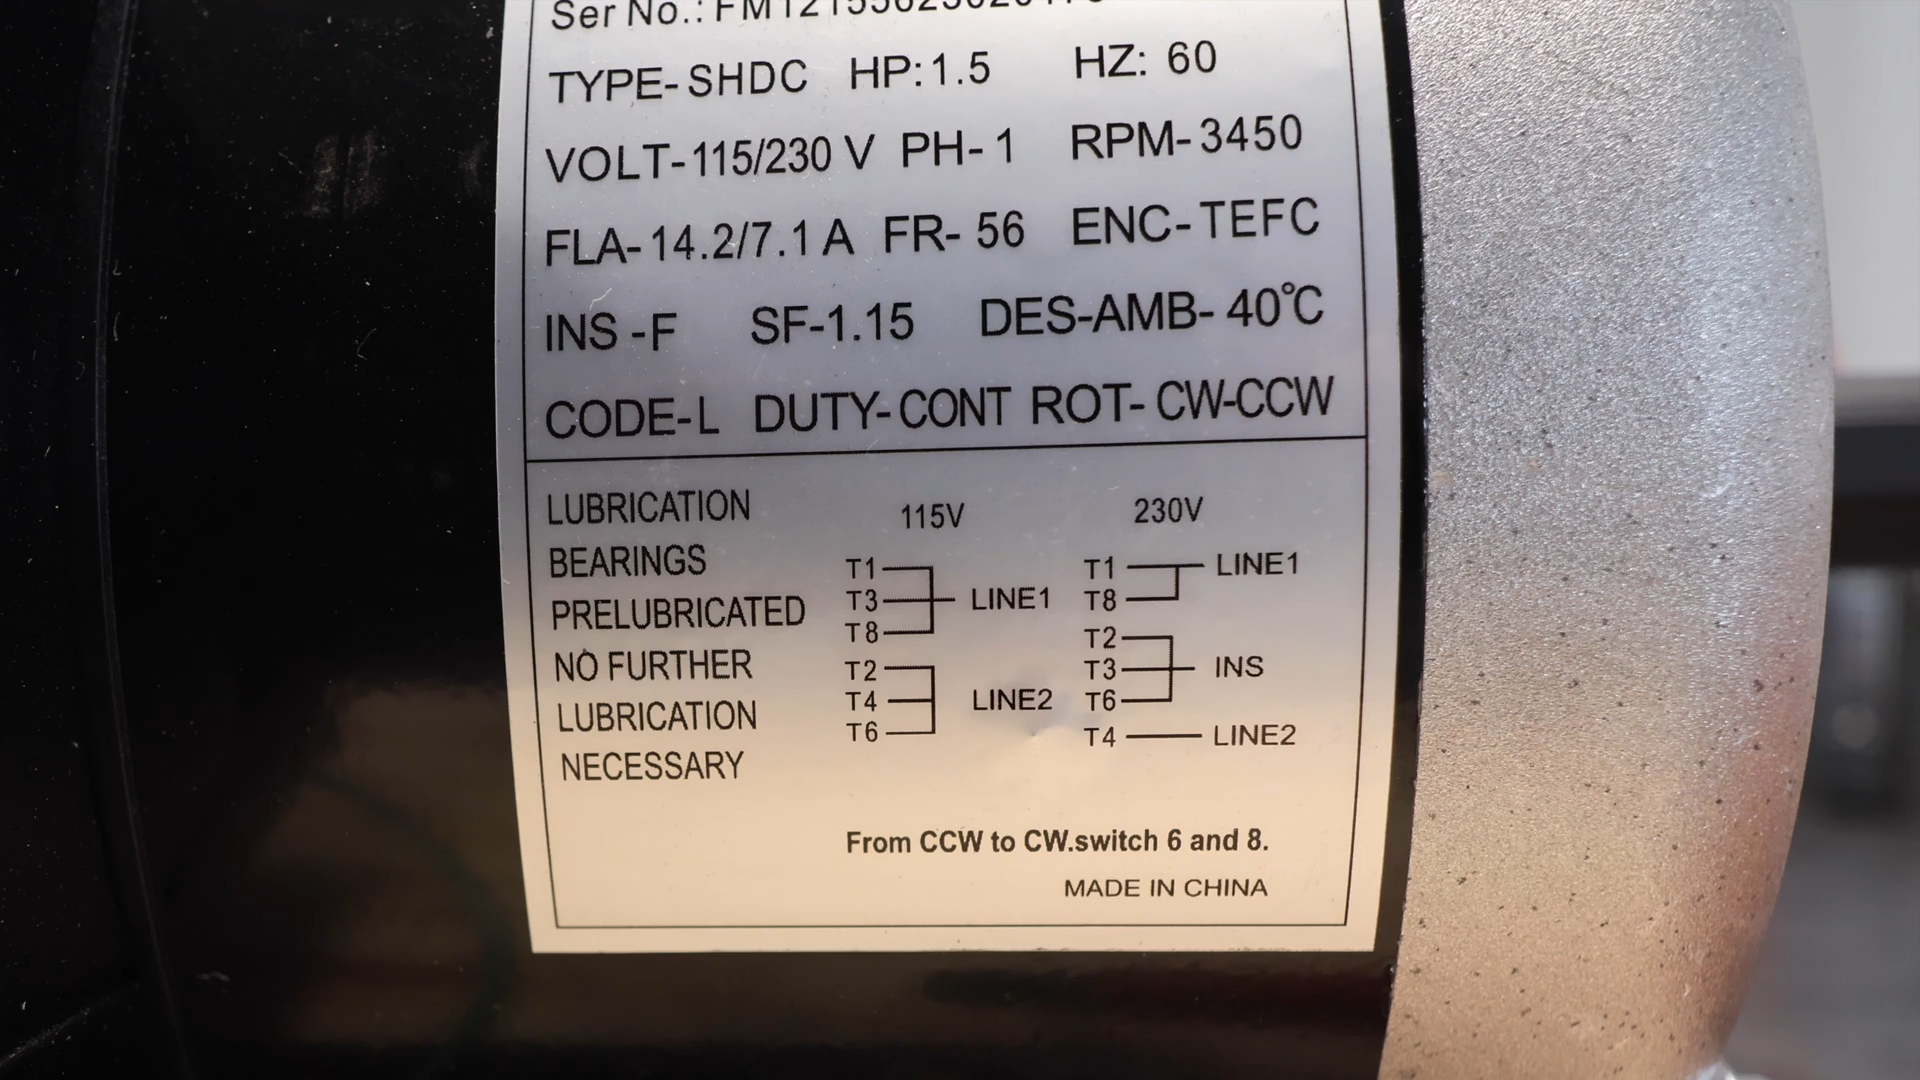 Ser No.:
TYPE-SHDC HP:1.5 HZ: 60
VOLT-115/230 V PH-1 RPM-3450
FLA-14.2/7.1 A FR-56 ENC-TEFC
INS-F SF-1.15 DES-AMB-40℃
CODE-L DUTY-CONT ROT-CW-CCW
LUBRICATION
BEARINGS
PRELUBRICATED
NO FURTHER
LUBRICATION
NECESSARY
115V
T1
T3 LINE1
T8
T2
T4 LINE2
T6
230V
T1 LINE1
T8
T2
T3 INS
T6
T4 LINE2
From CCW to CW.switch 6 and 8.
MADE IN CHINA